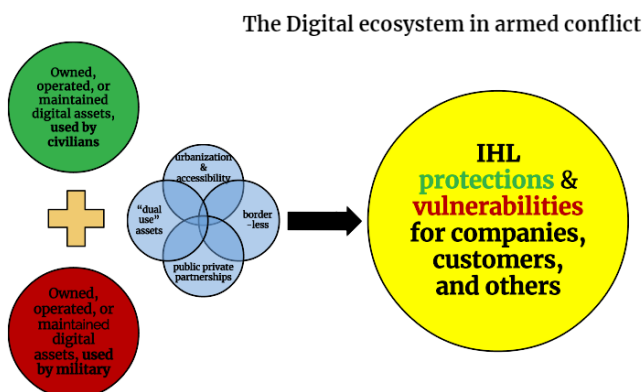 The Digital ecosystem in armed conflict
Owned,
operated, or
maintained
digital assets,
used by
civilians
Owned,
operated, or
maintained
digital
assets, used
by military
urbanization
&
accessibility
"dual
use" assets
border
-less
public private
partnerships
IHL
protections &
vulnerabilities
for companies,
customers,
and others